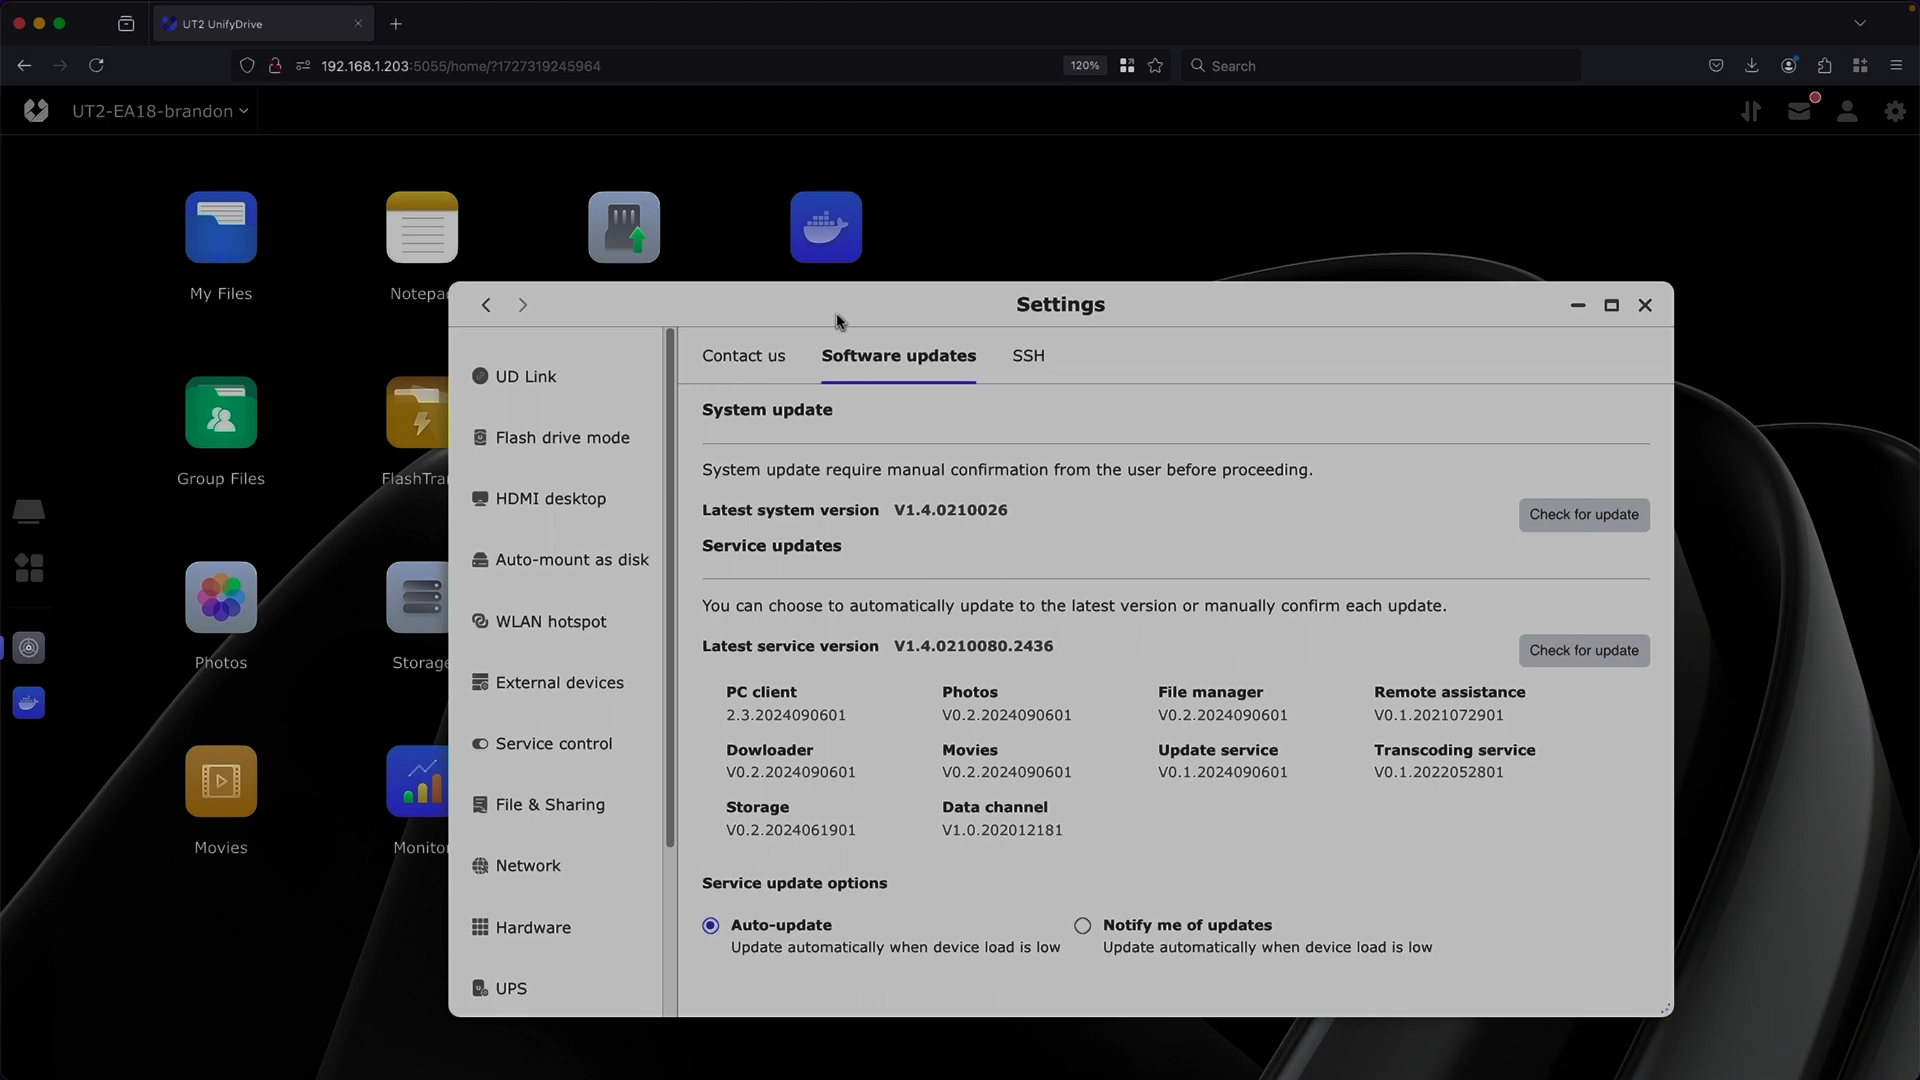 UT2 UnifyDrive
192.168.1.203:5055/home/?1727319245964
120%
Search
UT2-EA18-brandon
My Files
Notepa
Group Files
FlashTra
Photos
Storage
Movies
Monito
Settings
UD Link
Flash drive mode
HDMI desktop
Auto-mount as disk
WLAN hotspot
External devices
Service control
File & Sharing
Network
Hardware
UPS
Contact us
Software updates
SSH
System update
System update require manual confirmation from the user before proceeding.
Latest system version V1.4.0210026
Check for update
Service updates
You can choose to automatically update to the latest version or manually confirm each update.
Latest service version V1.4.0210080.2436
Check for update
PC client Photos File manager Remote assistance
2.3.2024090601 V0.2.2024090601 V0.2.2024090601 V0.1.2021072901
Dowloader Movies Update service Transcoding service
V0.2.2024090601 V0.2.2024090601 V0.1.2024090601 V0.1.2022052801
Storage Data channel
V0.2.2024061901 V1.0.202012181
Service update options
Auto-update Notify me of updates
Update automatically when device load is low Update automatically when device load is low